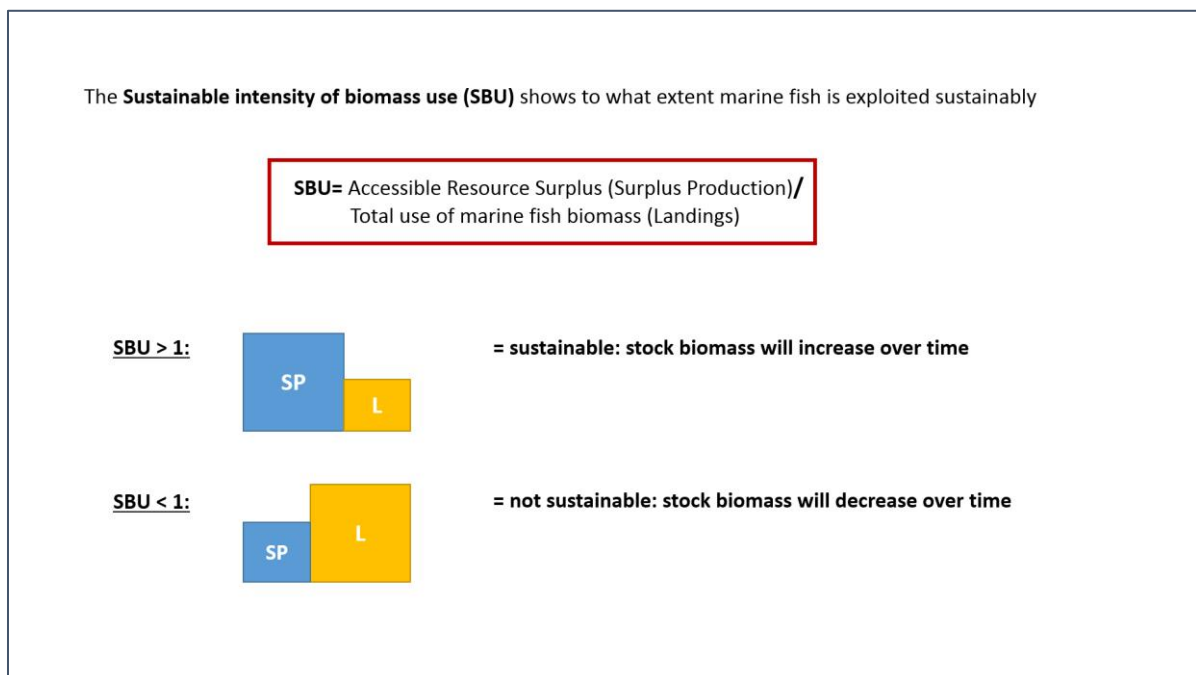 The Sustainable intensity of biomass use (SBU) shows to what extent marine fish is exploited sustainably
SBU= Accessible Resource Surplus (Surplus Production)/
Total use of marine fish biomass (Landings)
SBU > 1:
SP
L
= sustainable: stock biomass will increase over time
SBU < 1:
SP
L
= not sustainable: stock biomass will decrease over time